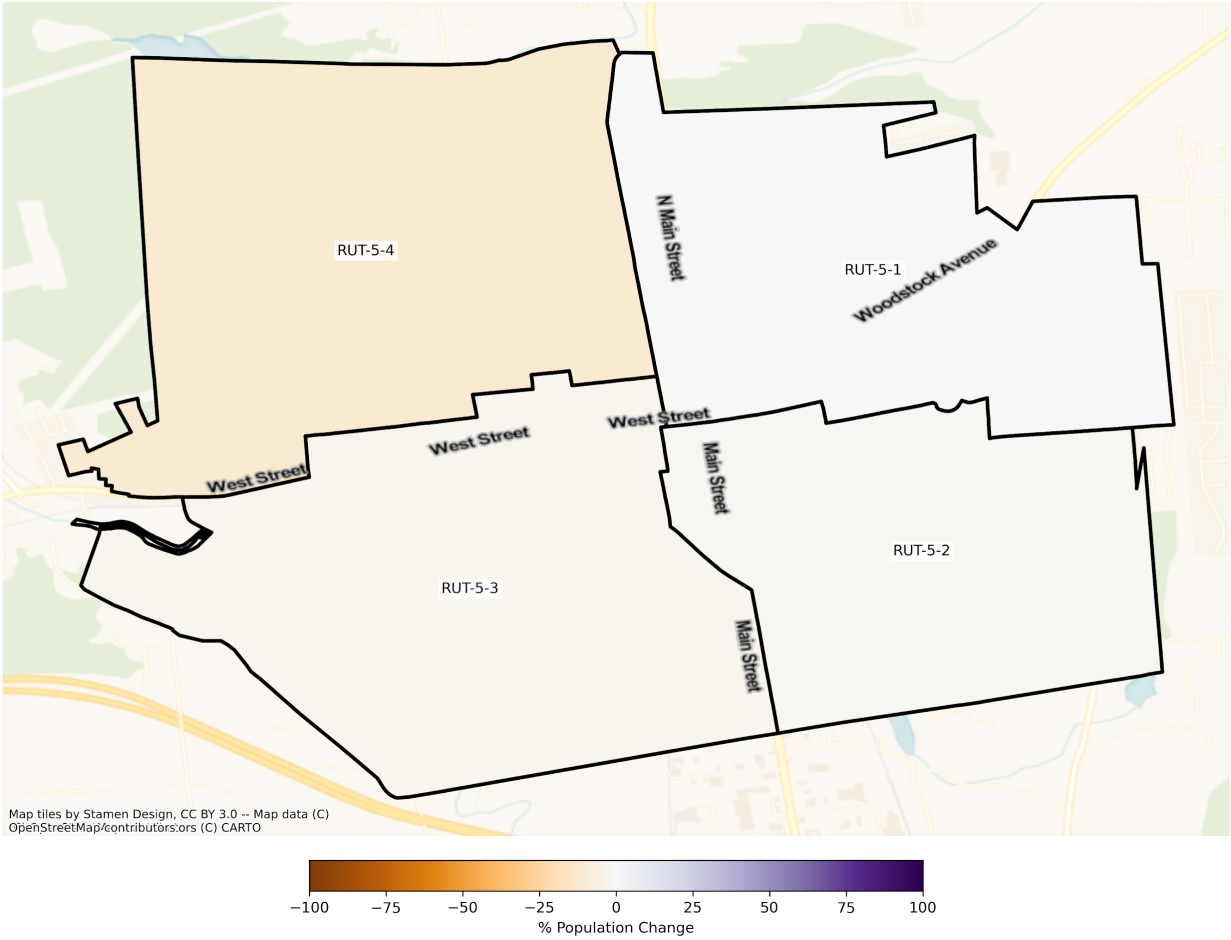 N Main Street
RUT-5-4
RUT-5-1
Woodstock Avenue
West Street
West Street
West Street
Main Street
RUT-5-2
RUT-5-3
Main Street
Map tiles by Stamen Design, CC BY 3.0 -- Map data (C)
OpenStreetMap contributors (C) CARTO
−100 −75 −50 −25 0 25 50 75 100
% Population Change